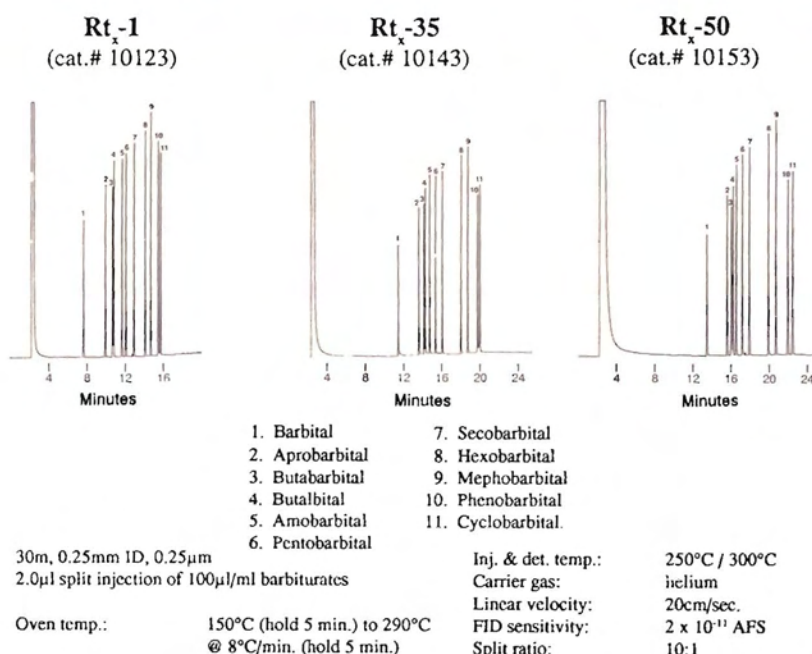 Rtx-1 Rtx-35 Rtx-50
(cat.# 10123) (cat.# 10143) (cat.# 10153)
1 2 3 4 5 6 7 8 9 10 11
1 2 3 4 5 6 7 8 9 10 11
1 2 3 4 5 6 7 8 9 10 11
4 8 12 16
4 8 12 16 20 24
4 8 12 16 20 24
Minutes Minutes Minutes
1. Barbital
2. Aprobarbital
3. Butabarbital
4. Butalbital
5. Amobarbital
6. Pentobarbital
7. Secobarbital
8. Hexobarbital
9. Mephobarbital
10. Phenobarbital
11. Cyclobarbital.
30m, 0.25mm ID, 0.25µm
2.0µl split injection of 100µl/ml barbiturates
Oven temp.: 150°C (hold 5 min.) to 290°C
@ 8°C/min. (hold 5 min.)
Inj. & det. temp.: 250°C / 300°C
Carrier gas: helium
Linear velocity: 20cm/sec.
FID sensitivity: 2 x 10⁻¹¹ AFS
Split ratio: 10:1